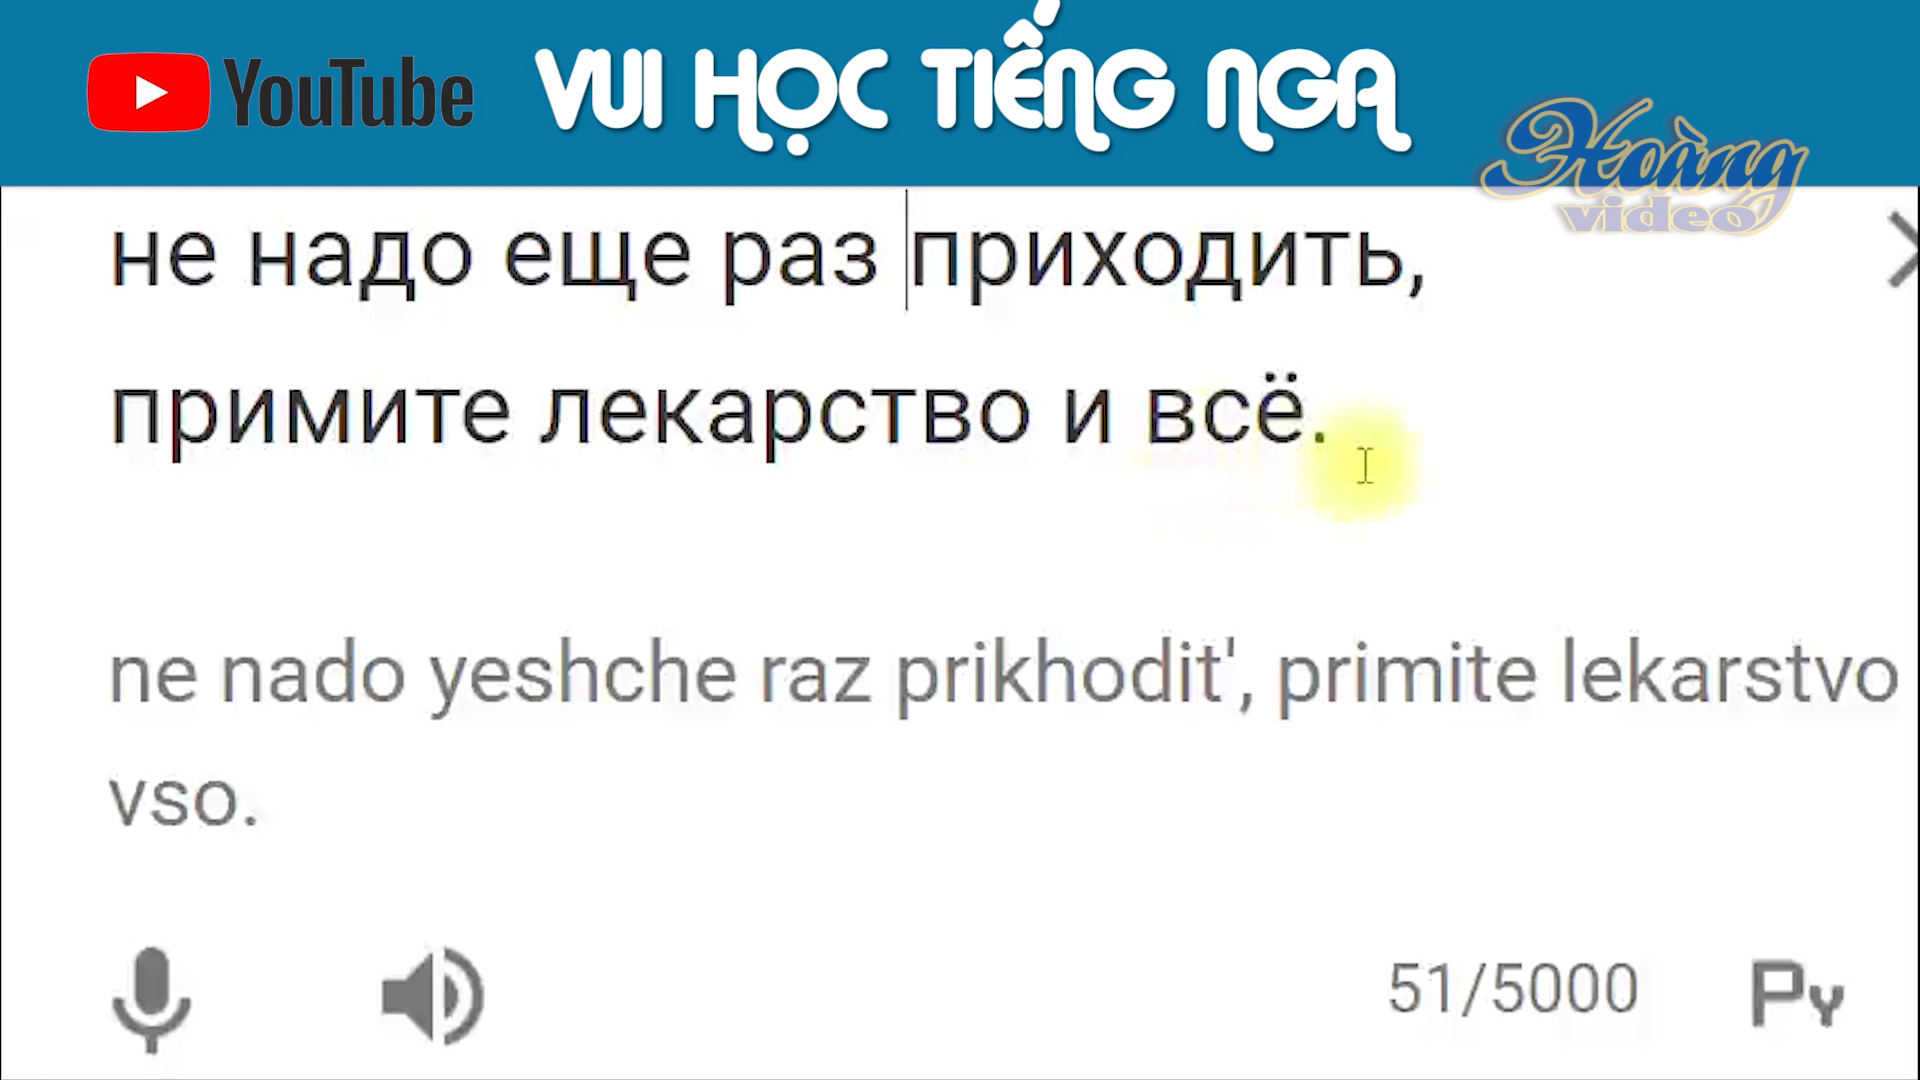 YouTube VUI HỌC TIẾNG NGA
Hoàng
video
не надо еще раз приходить,
примите лекарство и всё.
ne nado yeshche raz prikhodit', primite lekarstvo
vso.
51/5000 Ру